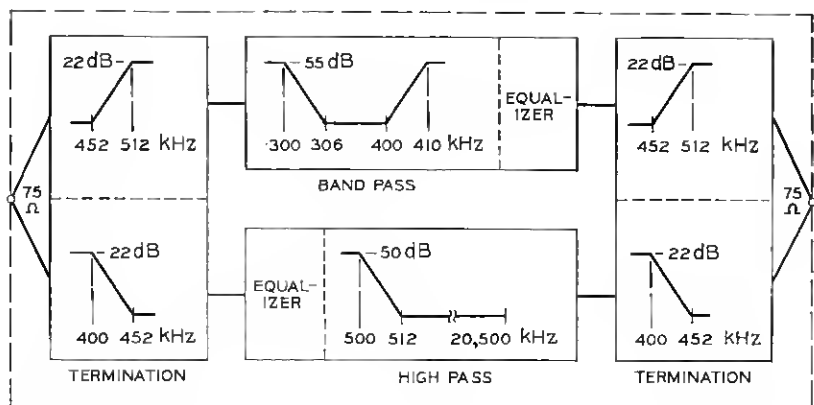 22 dB
452 512 kHz
55 dB
300 306 400 410 kHz
EQUAL-
IZER
BAND PASS
22 dB
452 512 kHz
75
Ω
75
Ω
22 dB
400 452 kHz
TERMINATION
EQUAL-
IZER
50 dB
500 512 20,500 kHz
HIGH PASS
22 dB
400 452 kHz
TERMINATION